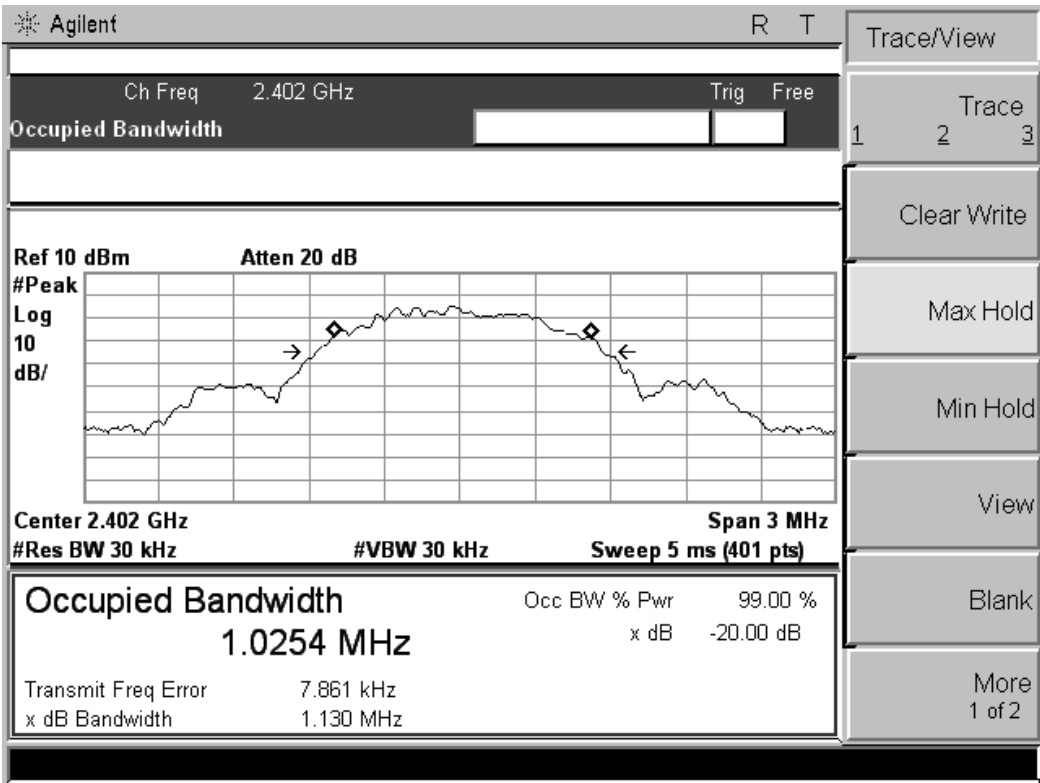 Agilent R T
Trace/View
Ch Freq 2.402 GHz Trig Free
Occupied Bandwidth
Trace
1 2 3
Clear Write
Ref 10 dBm Atten 20 dB
#Peak
Log
10
dB/
Max Hold
Min Hold
Center 2.402 GHz Span 3 MHz
#Res BW 30 kHz #VBW 30 kHz Sweep 5 ms (401 pts)
View
Occupied Bandwidth Occ BW % Pwr 99.00 %
1.0254 MHz x dB -20.00 dB
Transmit Freq Error 7.861 kHz
x dB Bandwidth 1.130 MHz
Blank
More
1 of 2